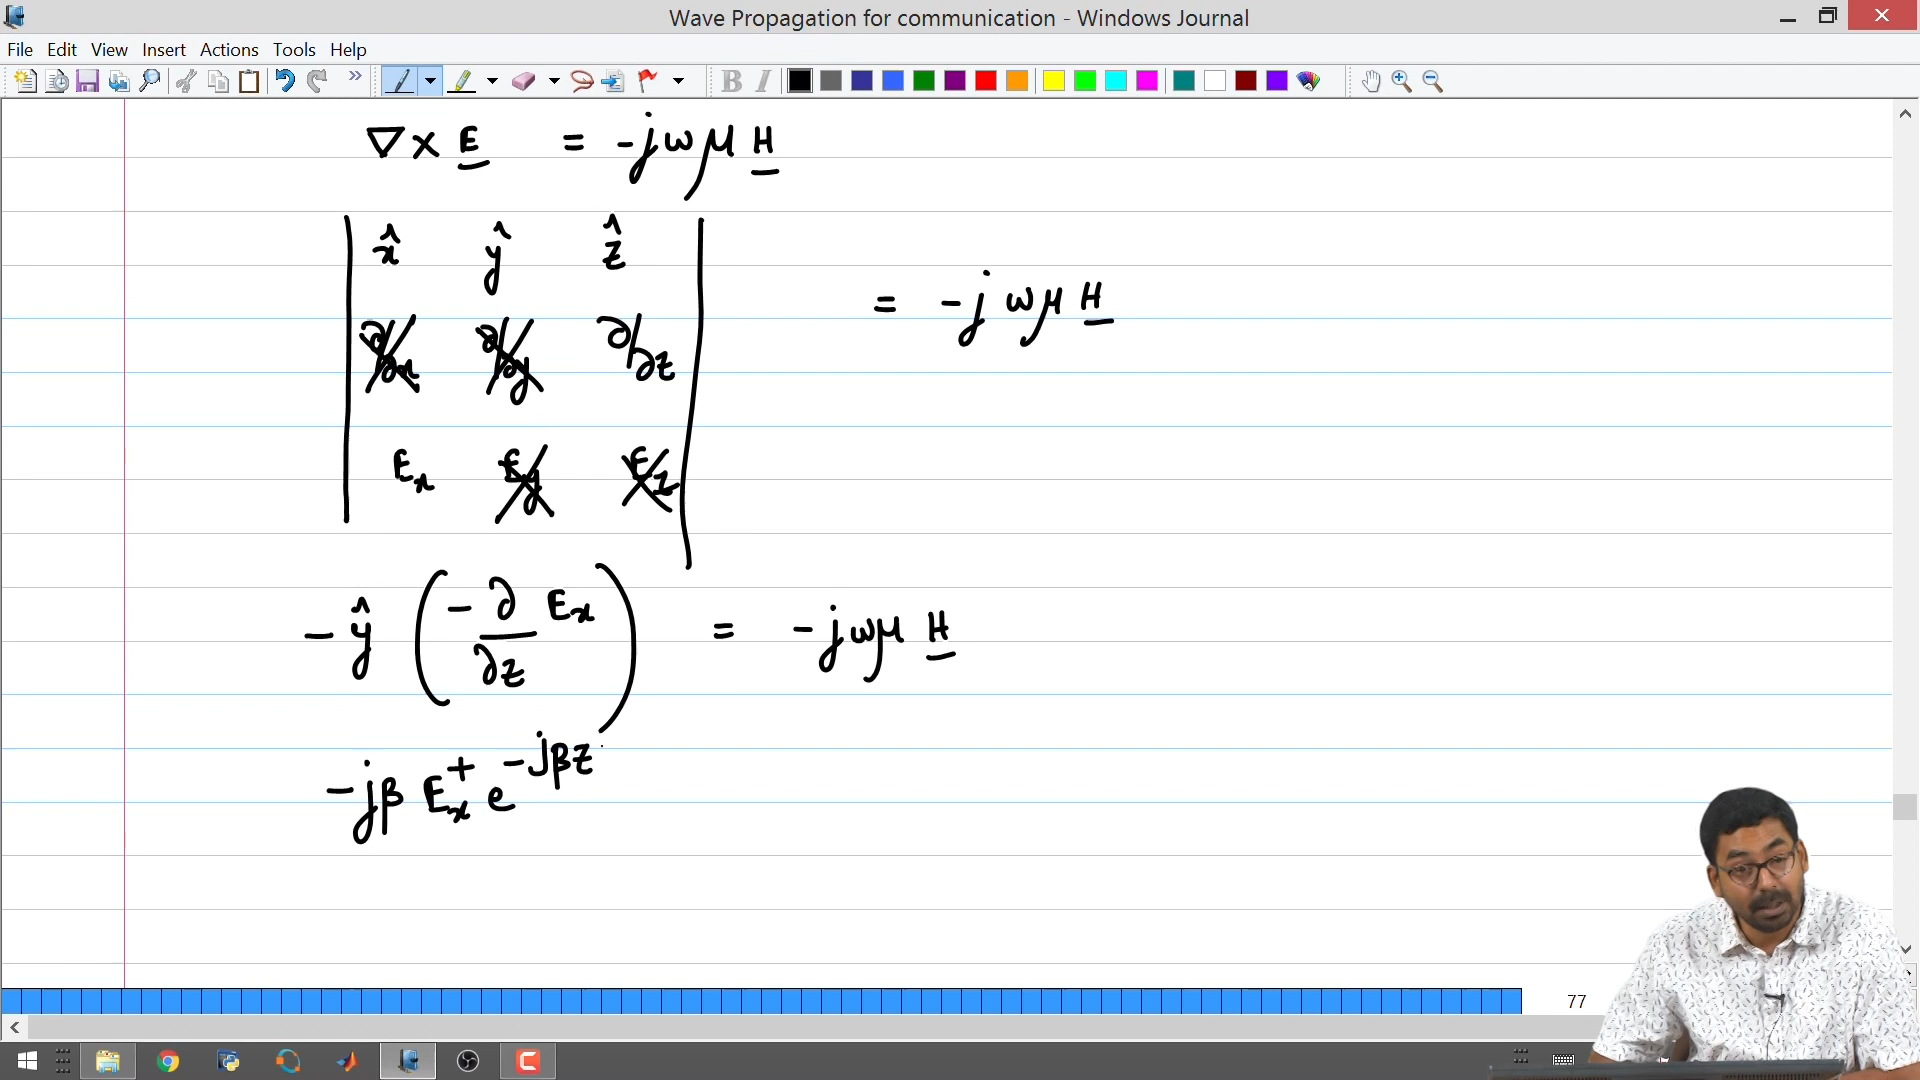 Wave Propagation for communication - Windows Journal
File Edit View Insert Actions Tools Help
B I
∇ × E = -jωμ H
x̂ ŷ ẑ
∂/∂x ∂/∂y ∂/∂z = -jωμ H
Ex Ey Ez
-ŷ ( -∂/∂z Ex ) = -jωμ H
-jβ Ex⁺ e^-jβz
77